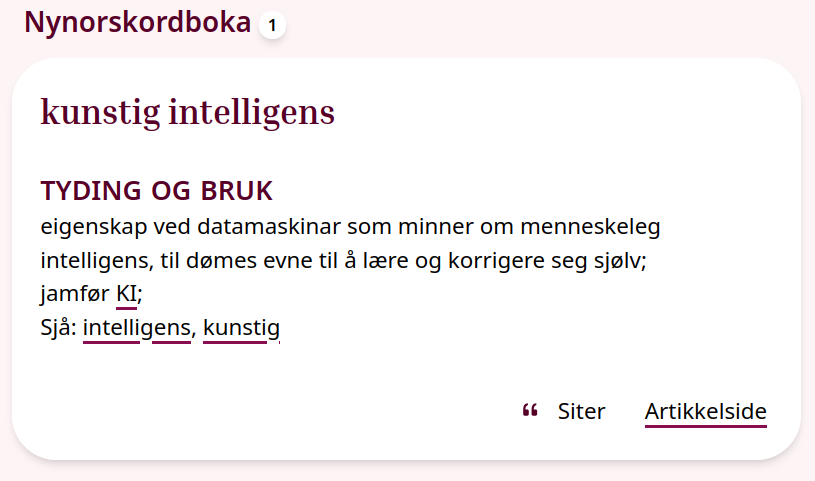 Nynorskordboka 1
kunstig intelligens
TYDING OG BRUK
eigenskap ved datamaskinar som minner om menneskeleg
intelligens, til dømes evne til å lære og korrigere seg sjølv;
jamfør KI;
Sjå: intelligens, kunstig
Siter Artikkelside